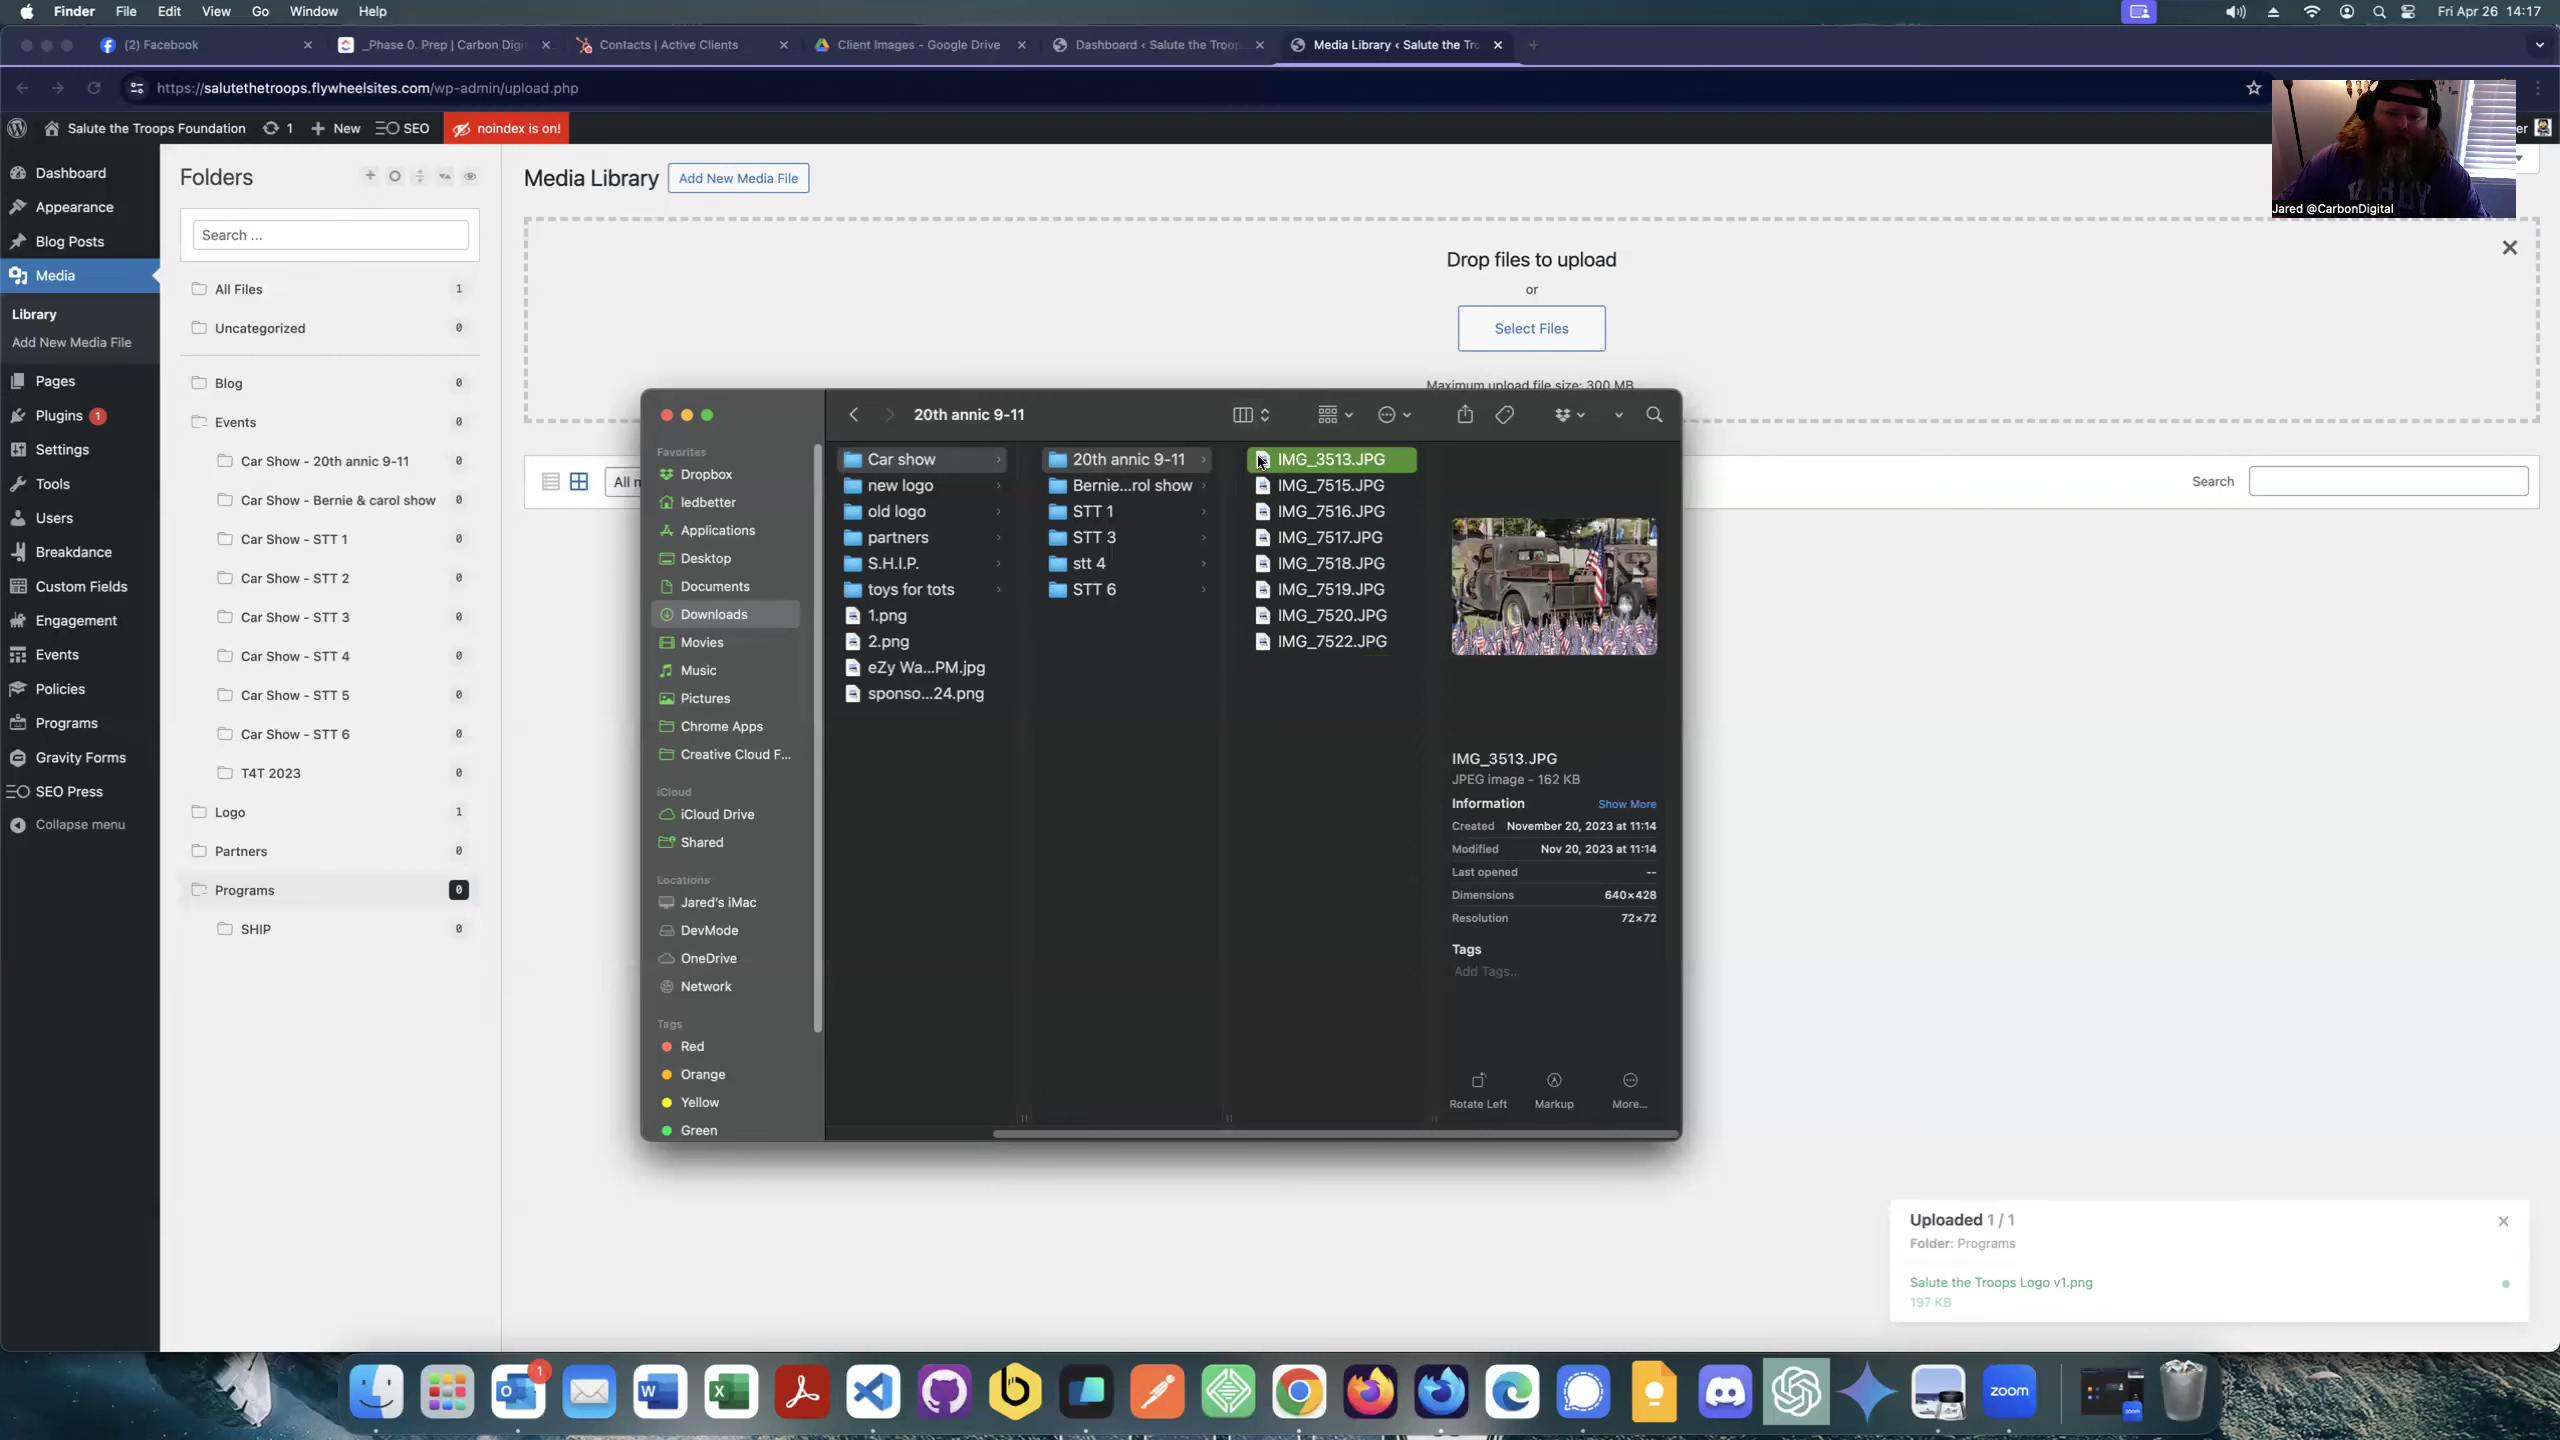 Finder File Edit View Go Window Help
Fri Apr 26 14:17
(2) Facebook
_Phase 0. Prep | Carbon Digi
Contacts | Active Clients
Client Images - Google Drive
Dashboard ‹ Salute the Troop
Media Library ‹ Salute the Tro
https://salutethetroops.flywheelsites.com/wp-admin/upload.php
Salute the Troops Foundation 1 New SEO noindex is on!
Jared @CarbonDigital
Dashboard
Appearance
Blog Posts
Media
Library
Add New Media File
Pages
Plugins 1
Settings
Tools
Users
Breakdance
Custom Fields
Engagement
Events
Policies
Programs
Gravity Forms
SEO Press
Collapse menu
Folders
Search ...
All Files 1
Uncategorized 0
Blog 0
Events 0
Car Show - 20th annic 9-11 0
Car Show - Bernie & carol show 0
Car Show - STT 1 0
Car Show - STT 2 0
Car Show - STT 3 0
Car Show - STT 4 0
Car Show - STT 5 0
Car Show - STT 6 0
T4T 2023 0
Logo 1
Partners 0
Programs 0
SHIP 0
Media Library Add New Media File
Drop files to upload
or
Select Files
Maximum upload file size: 300 MB
All
Search
20th annic 9-11
Favorites
Dropbox
ledbetter
Applications
Desktop
Documents
Downloads
Movies
Music
Pictures
Chrome Apps
Creative Cloud F...
iCloud
iCloud Drive
Shared
Locations
Jared's iMac
DevMode
OneDrive
Network
Tags
Red
Orange
Yellow
Green
Car show
new logo
old logo
partners
S.H.I.P.
toys for tots
1.png
2.png
eZy Wa...PM.jpg
sponso...24.png
20th annic 9-11
Bernie...rol show
STT 1
STT 3
stt 4
STT 6
IMG_3513.JPG
IMG_7515.JPG
IMG_7516.JPG
IMG_7517.JPG
IMG_7518.JPG
IMG_7519.JPG
IMG_7520.JPG
IMG_7522.JPG
IMG_3513.JPG
JPEG image - 162 KB
Information Show More
Created November 20, 2023 at 11:14
Modified Nov 20, 2023 at 11:14
Last opened --
Dimensions 640×428
Resolution 72×72
Tags
Add Tags...
Rotate Left Markup More...
Uploaded 1 / 1
Folder: Programs
Salute the Troops Logo v1.png
197 KB
1
zoom